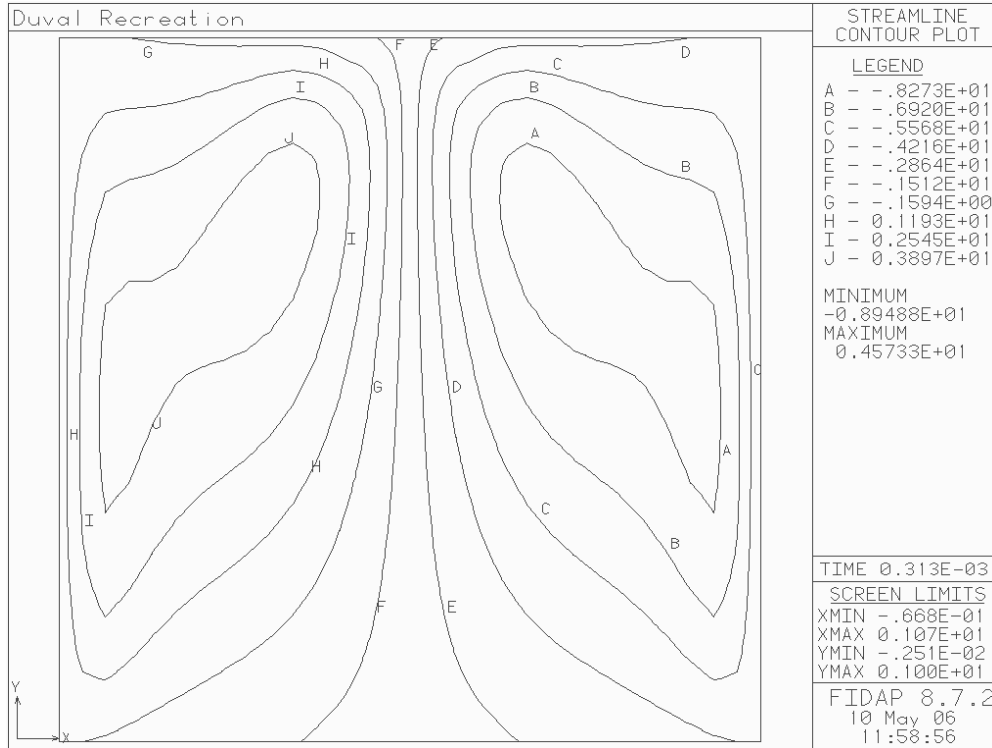 Duval Recreation
STREAMLINE
CONTOUR PLOT
LEGEND
A - -.8273E+01
B - -.6920E+01
C - -.5568E+01
D - -.4216E+01
E - -.2864E+01
F - -.1512E+01
G - -.1594E+00
H - 0.1193E+01
I - 0.2545E+01
J - 0.3897E+01
MINIMUM
-0.89488E+01
MAXIMUM
0.45733E+01
TIME 0.313E-03
SCREEN LIMITS
XMIN -.668E-01
XMAX 0.107E+01
YMIN -.251E-02
YMAX 0.100E+01
FIDAP 8.7.2
10 May 06
11:58:56
G
H
F
E
C
D
I
B
J
A
B
I
G
D
C
J
H
H
A
I
C
B
F
E
Y
X